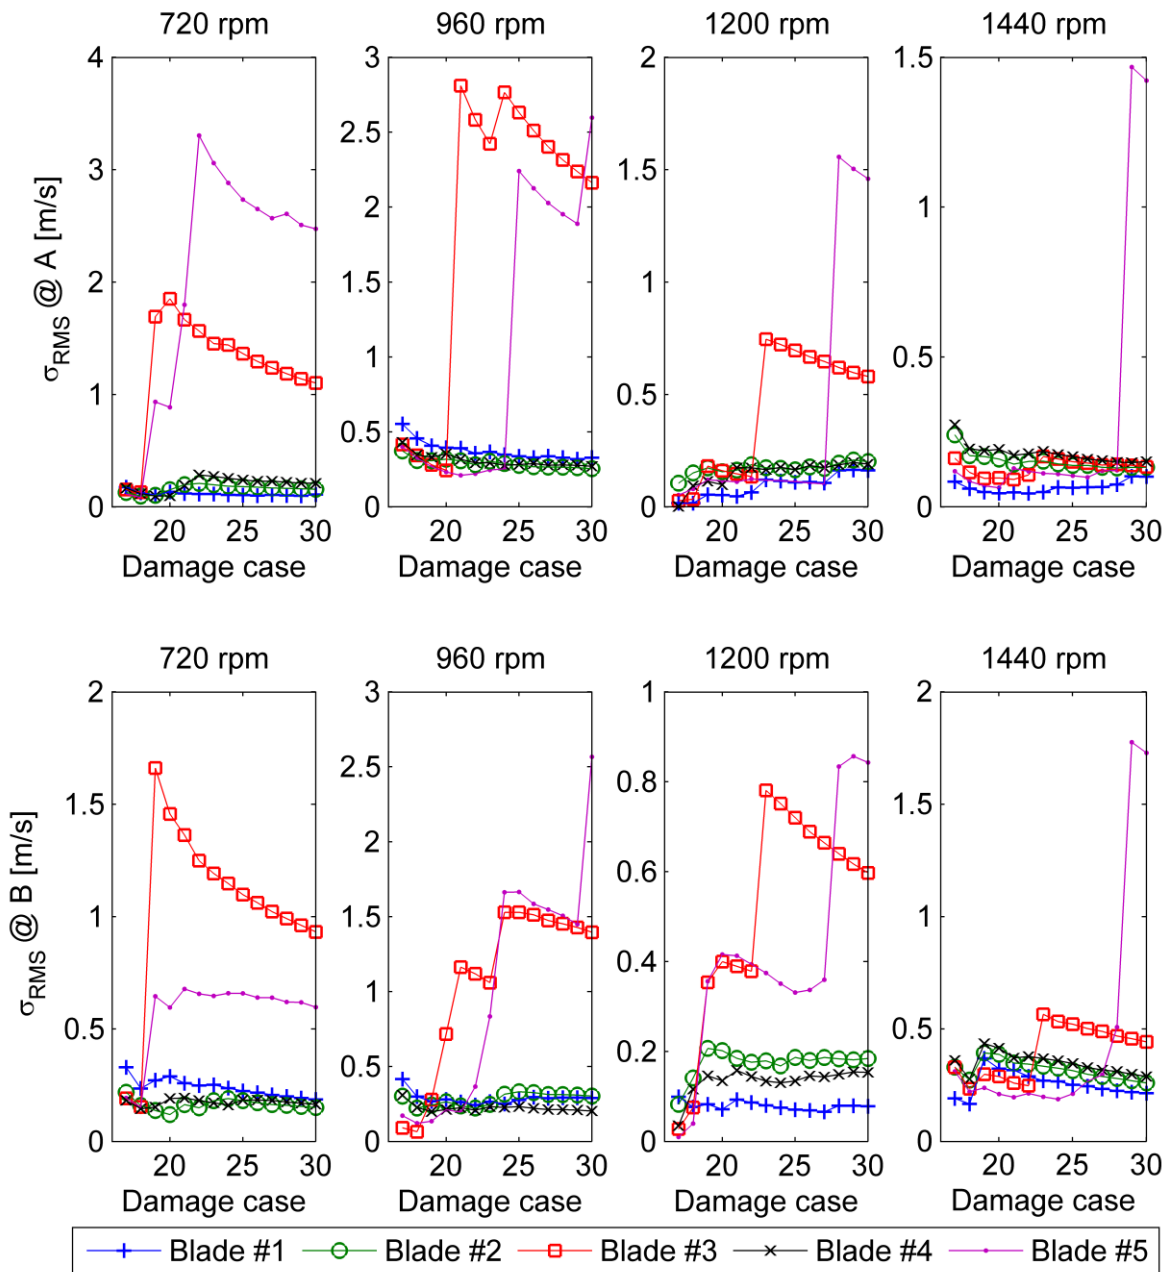 720 rpm 960 rpm 1200 rpm 1440 rpm
σRMS @ A [m/s]
4 3 2 1 0
3 2.5 2 1.5 1 0.5 0
2 1.5 1 0.5 0
1.5 1 0.5 0
20 25 30 20 25 30 20 25 30 20 25 30
Damage case Damage case Damage case Damage case
720 rpm 960 rpm 1200 rpm 1440 rpm
σRMS @ B [m/s]
2 1.5 1 0.5 0
3 2.5 2 1.5 1 0.5 0
1 0.8 0.6 0.4 0.2 0
2 1.5 1 0.5 0
20 25 30 20 25 30 20 25 30 20 25 30
Damage case Damage case Damage case Damage case
Blade #1 Blade #2 Blade #3 Blade #4 Blade #5